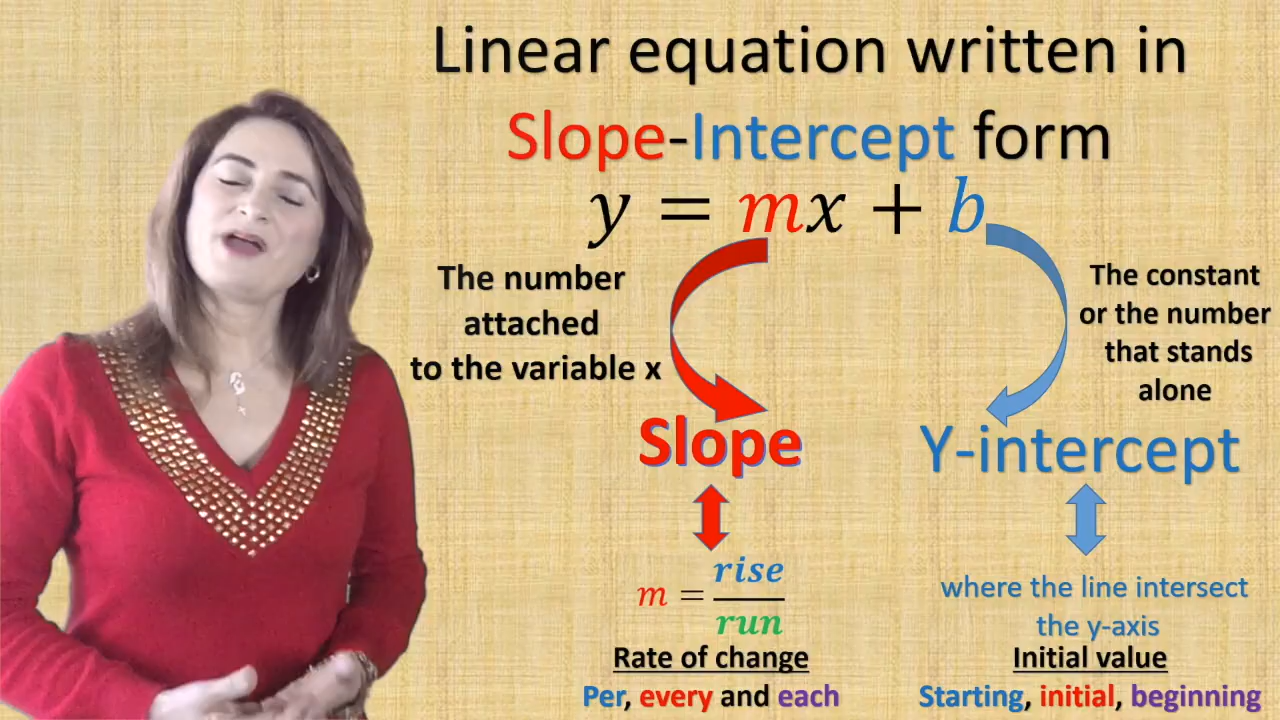 Linear equation written in
Slope-Intercept form
y = mx + b
The number
attached
to the variable x
The constant
or the number
that stands
alone
Slope
Y-intercept
m = rise/run
where the line intersect
the y-axis
Rate of change
Initial value
Per, every and each
Starting, initial, beginning